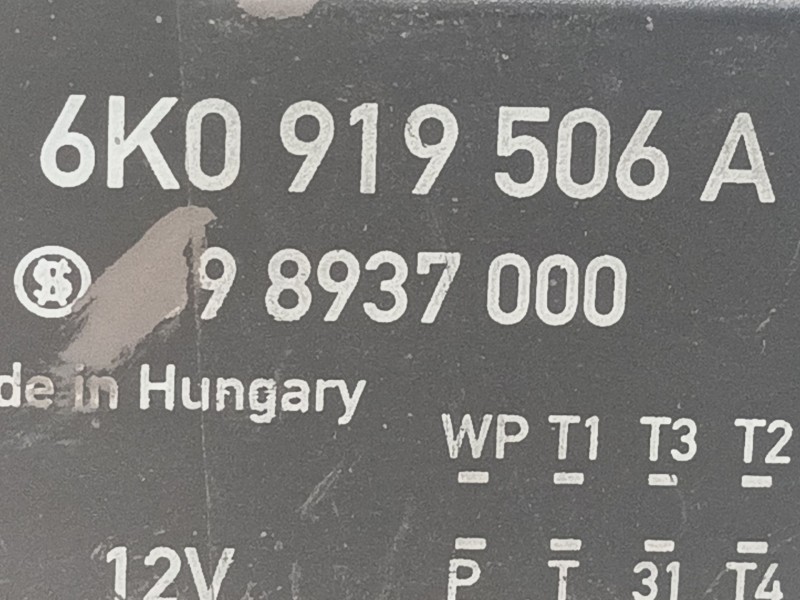 6K0 919 506 A
9 8937 000
de in Hungary
WP T1 T3 T2
12V P T 31 T4